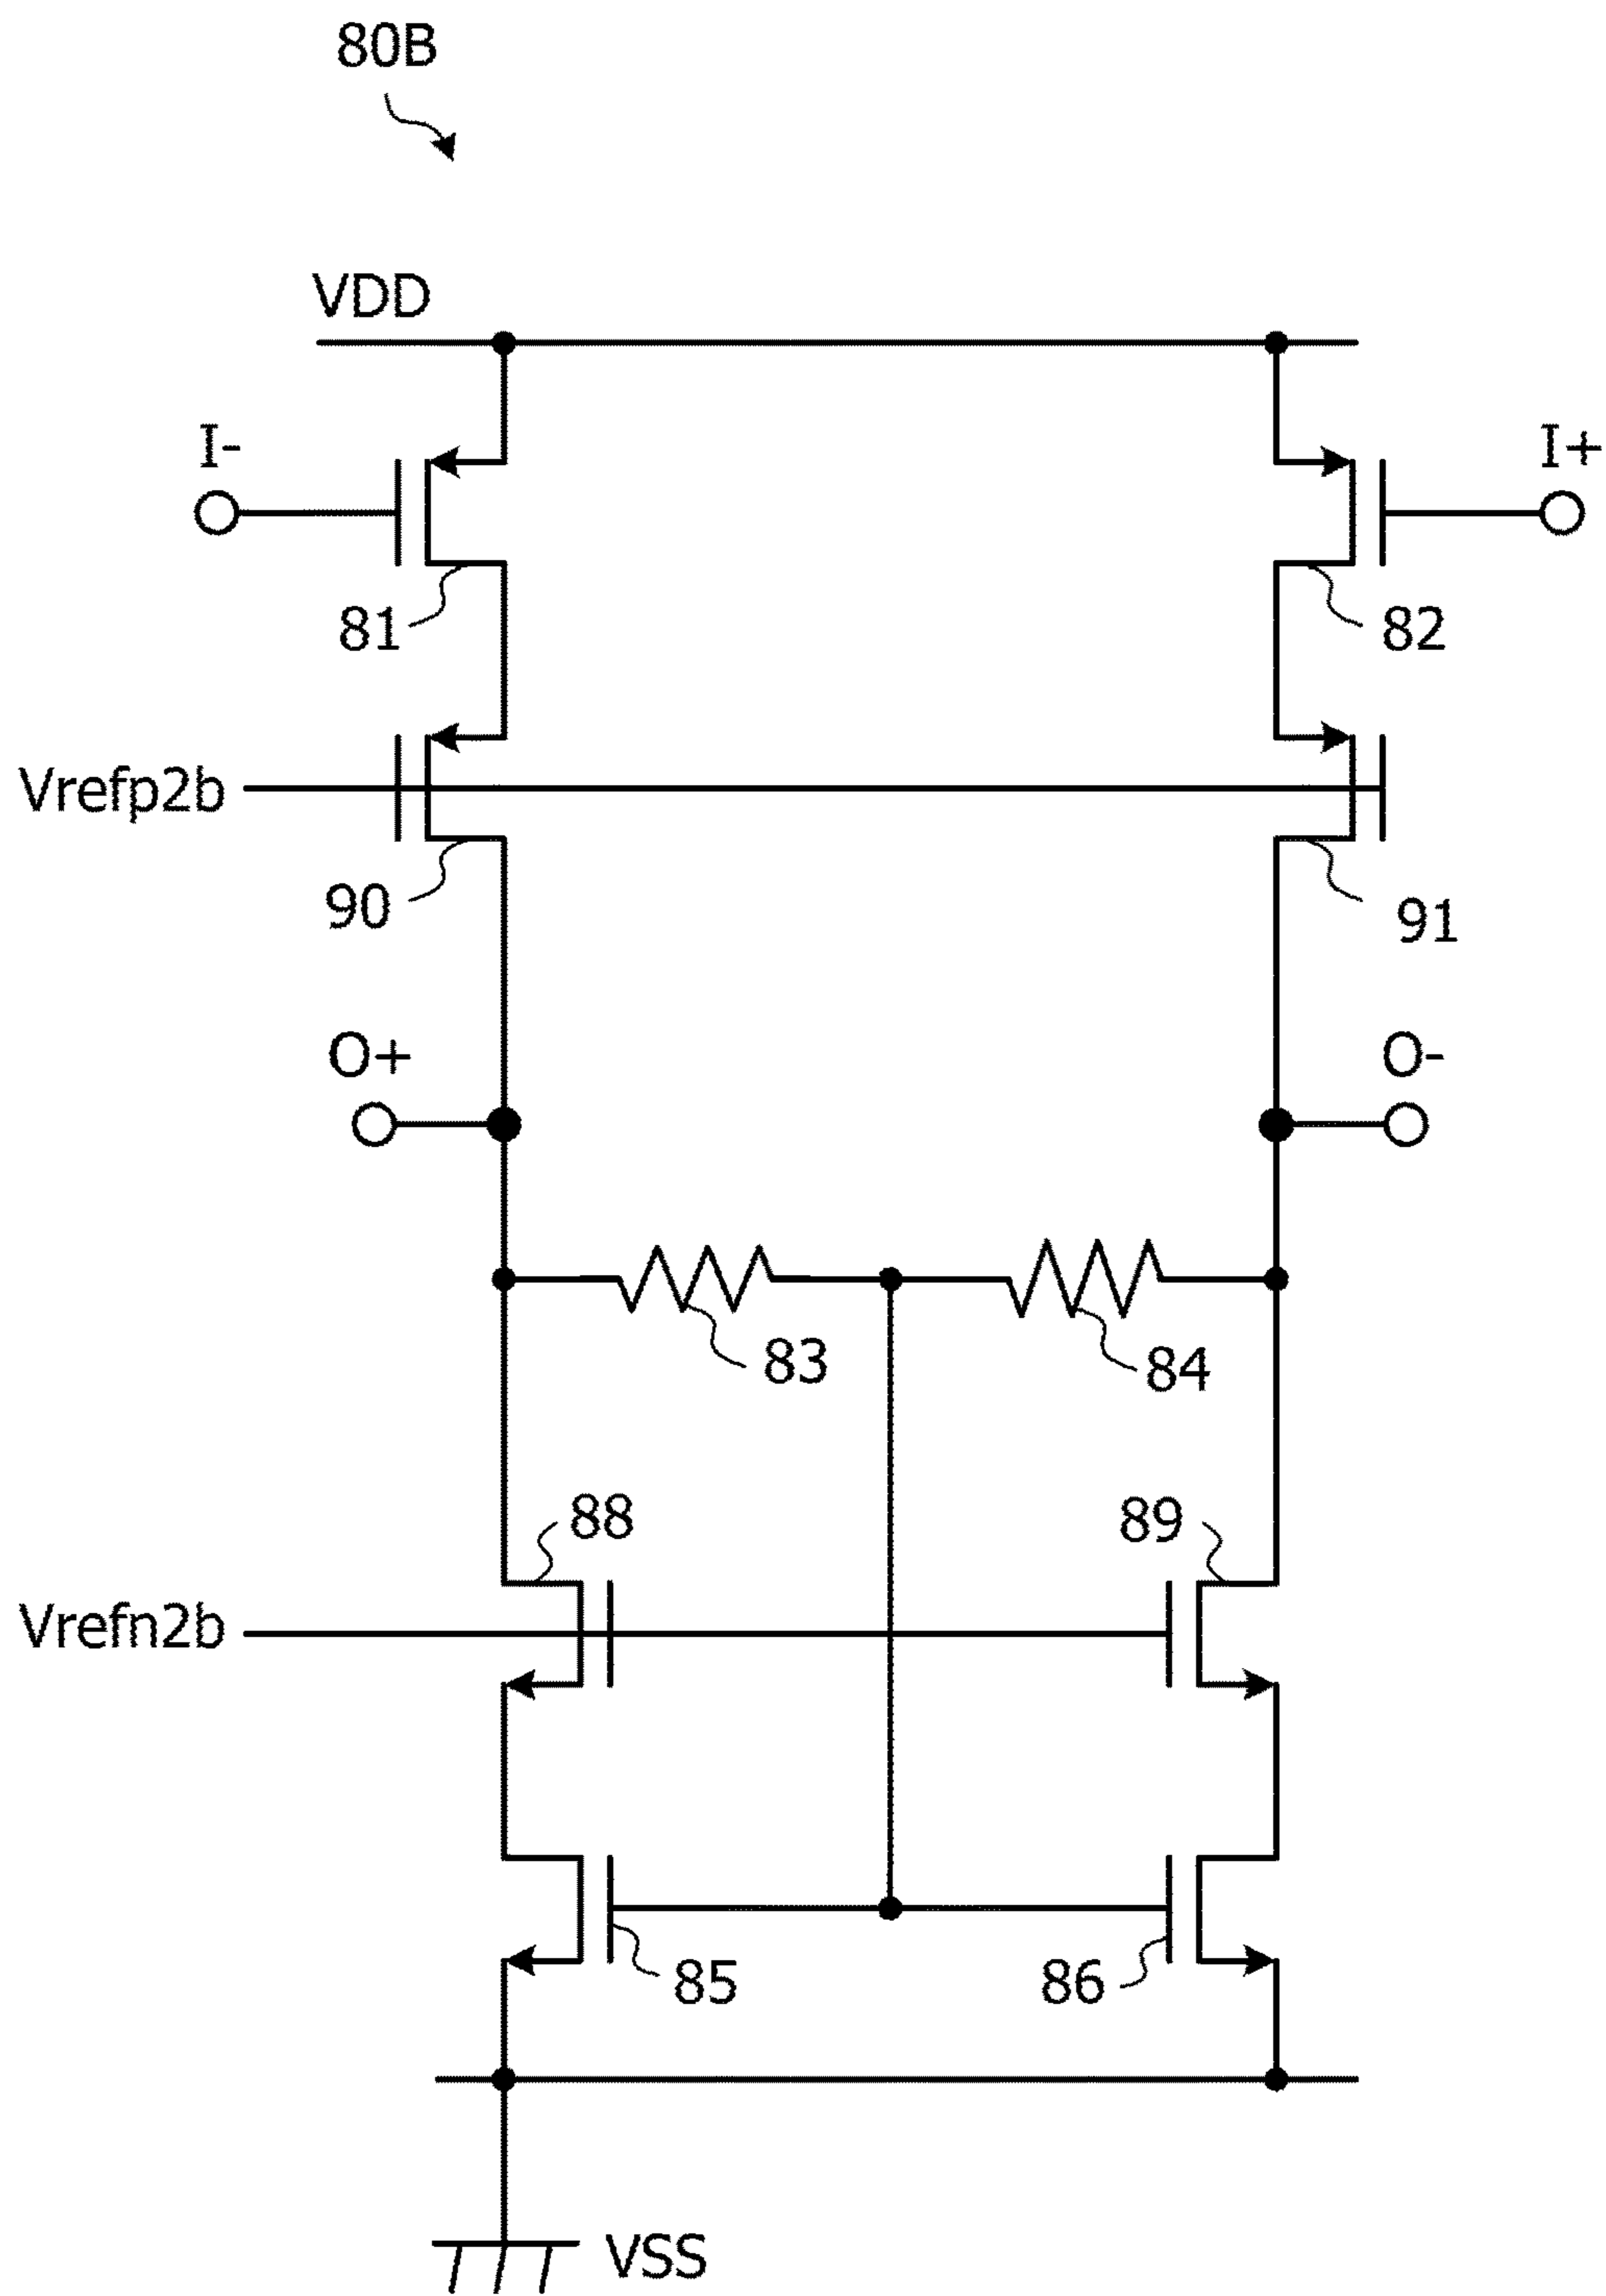 80B
VDD
I-
I+
81
82
Vrefp2b
90
91
O+
O-
83
84
88
89
Vrefn2b
85
86
VSS